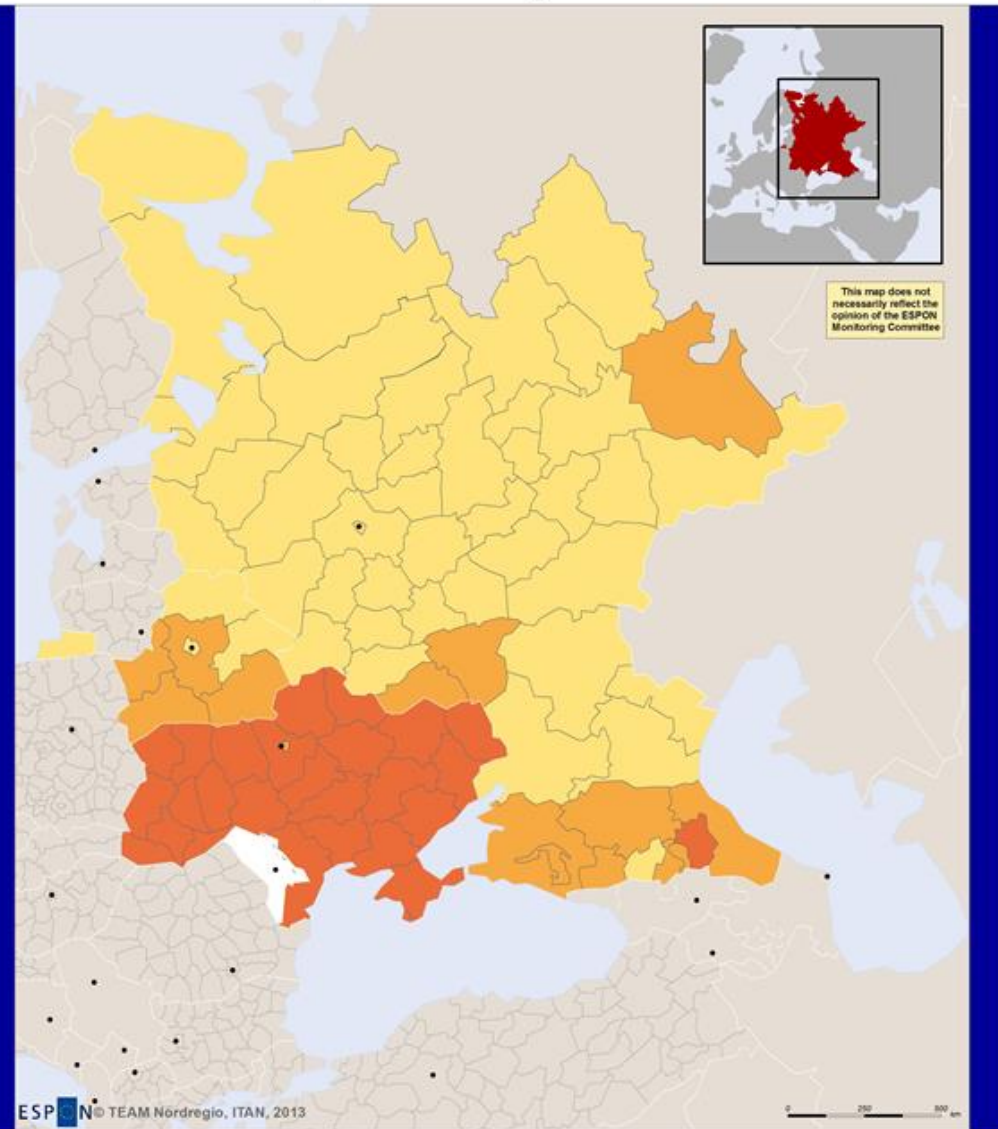 This map does not
necessarily reflect the
opinion of the ESPON
Monitoring Committee
ESPON © TEAM Nordregio, ITAN, 2013
0 250 500
km